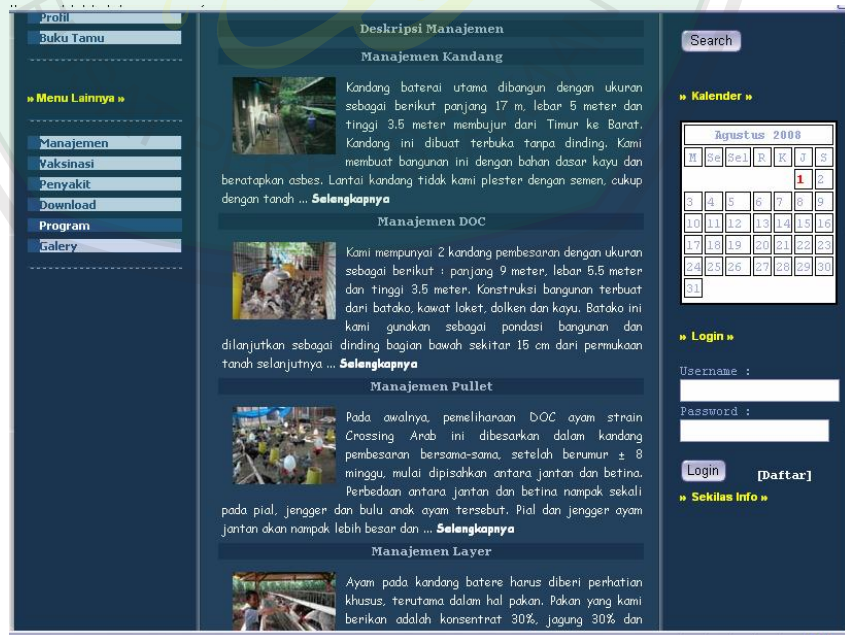 Profil
Buku Tamu
» Menu Lainnya »
Manajemen
Vaksinasi
Penyakit
Download
Program
Galery
Deskripsi Manajemen
Manajemen Kandang
Kandang baterai utama dibangun dengan ukuran
sebagai berikut panjang 17 m, lebar 5 meter dan
tinggi 3.5 meter membujur dari Timur ke Barat.
Kandang ini dibuat terbuka tanpa dinding. Kami
membuat bangunan ini dengan bahan dasar kayu dan
beratapkan asbes. Lantai kandang tidak kami plester dengan semen, cukup
dengan tanah ... Selengkapnya
Manajemen DOC
Kami mempunyai 2 kandang pembesaran dengan ukuran
sebagai berikut : panjang 9 meter, lebar 5.5 meter
dan tinggi 3.5 meter. Konstruksi bangunan terbuat
dari batako, kawat loket, dolken dan kayu. Batako ini
kami gunakan sebagai pondasi bangunan dan
dilanjutkan sebagai dinding bagian bawah sekitar 15 cm dari permukaan
tanah selanjutnya ... Selengkapnya
Manajemen Pullet
Pada awalnya, pemeliharaan DOC ayam strain
Crossing Arab ini dibesarkan dalam kandang
pembesaran bersama-sama, setelah berumur ± 8
minggu, mulai dipisahkan antara jantan dan betina.
Perbedaan antara jantan dan betina nampak sekali
pada pial, jengger dan bulu anak ayam tersebut. Pial dan jengger ayam
jantan akan nampak lebih besar dan ... Selengkapnya
Manajemen Layer
Ayam pada kandang batere harus diberi perhatian
khusus, terutama dalam hal pakan. Pakan yang kami
berikan adalah konsentrat 30%, jagung 30% dan
Search
» Kalender »
Agustus 2008
M Se Sel R K J S
1 2
3 4 5 6 7 8 9
10 11 12 13 14 15 16
17 18 19 20 21 22 23
24 25 26 27 28 29 30
31
» Login »
Username :
Password :
Login [Daftar]
» Sekilas Info »